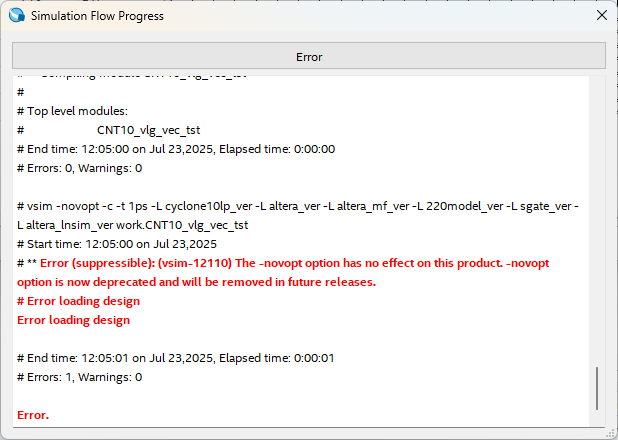 Simulation Flow Progress
Error
#
# Top level modules:
# CNT10_vlg_vec_tst
# End time: 12:05:00 on Jul 23,2025, Elapsed time: 0:00:00
# Errors: 0, Warnings: 0
# vsim -novopt -c -t 1ps -L cyclone10lp_ver -L altera_ver -L altera_mf_ver -L 220model_ver -L sgate_ver -
L altera_lnsim_ver work.CNT10_vlg_vec_tst
# Start time: 12:05:00 on Jul 23,2025
# ** Error (suppressible): (vsim-12110) The -novopt option has no effect on this product. -novopt
option is now deprecated and will be removed in future releases.
# Error loading design
Error loading design
# End time: 12:05:01 on Jul 23,2025, Elapsed time: 0:00:01
# Errors: 1, Warnings: 0
Error.